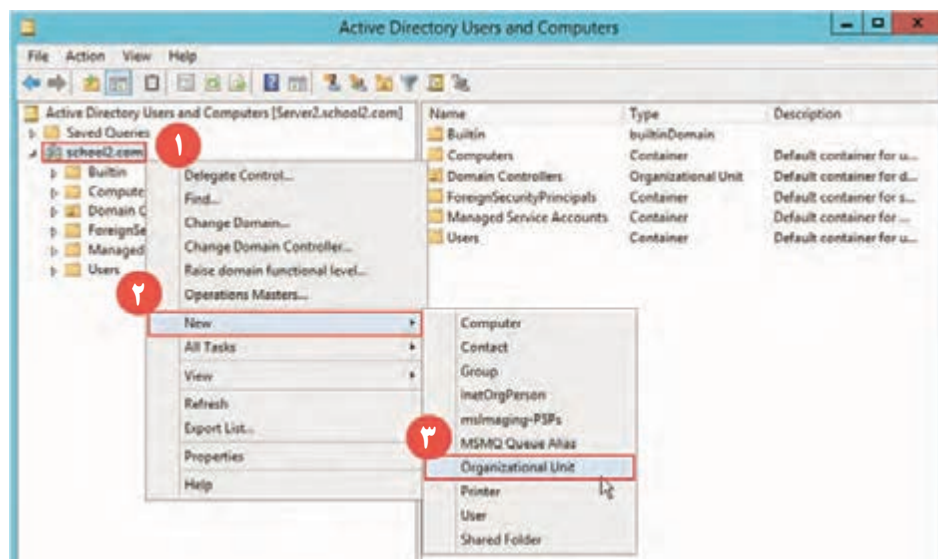 Active Directory Users and Computers
File Action View Help
Active Directory Users and Computers [Server2.school2.com]
Saved Queries
school2.com
Builtin
Compute
Domain C
ForeignSe
Managed
Users
۱
Delegate Control...
Find...
Change Domain...
Change Domain Controller...
Raise domain functional level...
Operations Masters...
۲
New
All Tasks
View
Refresh
Export List...
Properties
Help
Computer
Contact
Group
InetOrgPerson
msImaging-PSPs
MSMQ Queue Alias
۳
Organizational Unit
Printer
User
Shared Folder
Name Type Description
Builtin builtinDomain
Computers Container Default container for u...
Domain Controllers Organizational Unit Default container for d...
ForeignSecurityPrincipals Container Default container for s...
Managed Service Accounts Container Default container for ...
Users Container Default container for u...